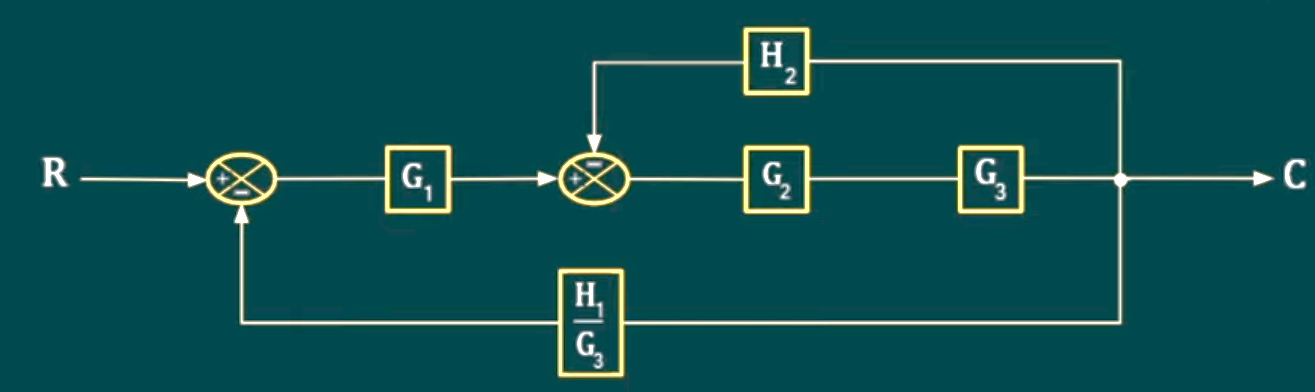 H₂
−
R
+
−
G₁
+
G₂
G₃
C
H₁
G₃